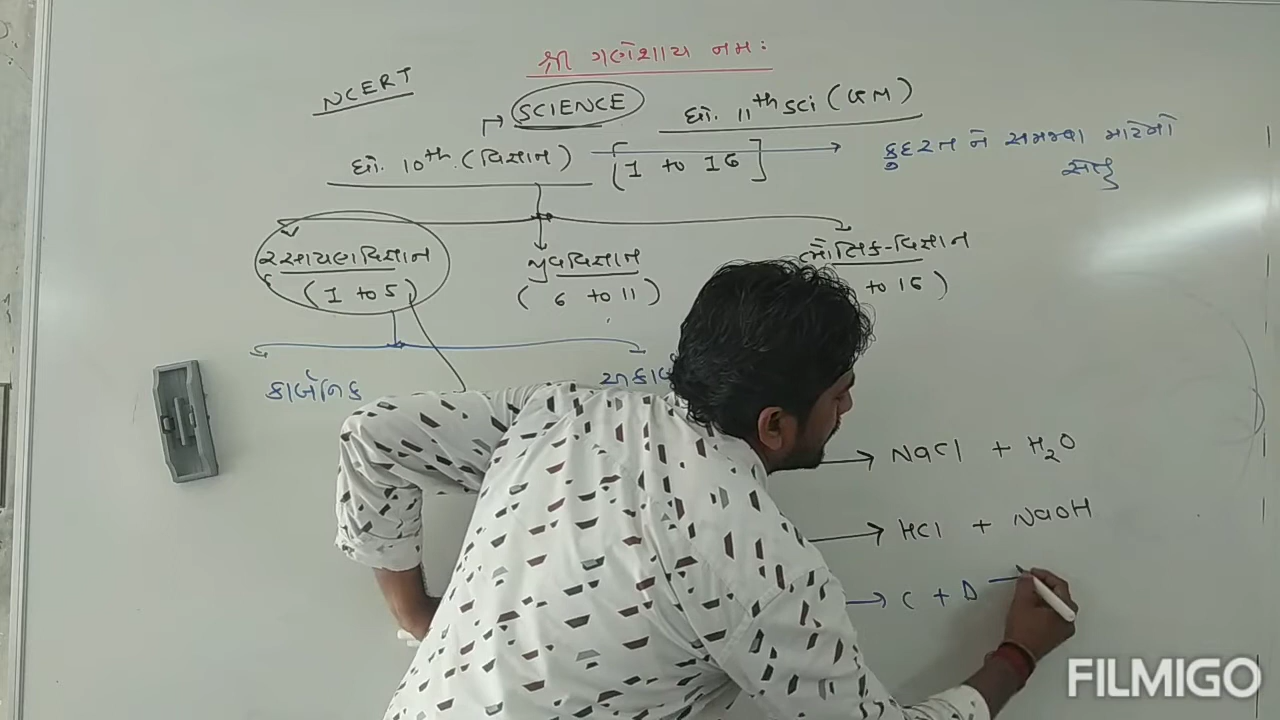 શ્રી ગણેશાય નમઃ
NCERT
SCIENCE
ધો. 11th sci (GM)
ધો. 10th. (વિજ્ઞાન)
[1 to 16]
કુદરત ને સમજવા માટેનો
સેતુ
રસાયણવિજ્ઞાન
જીવવિજ્ઞાન
ભૌતિક-વિજ્ઞાન
(1 to 5)
(6 to 11)
to 16)
કાર્બનિક
→ NaCl + H₂O
→ HCl + NaOH
→ C + D
FILMIGO